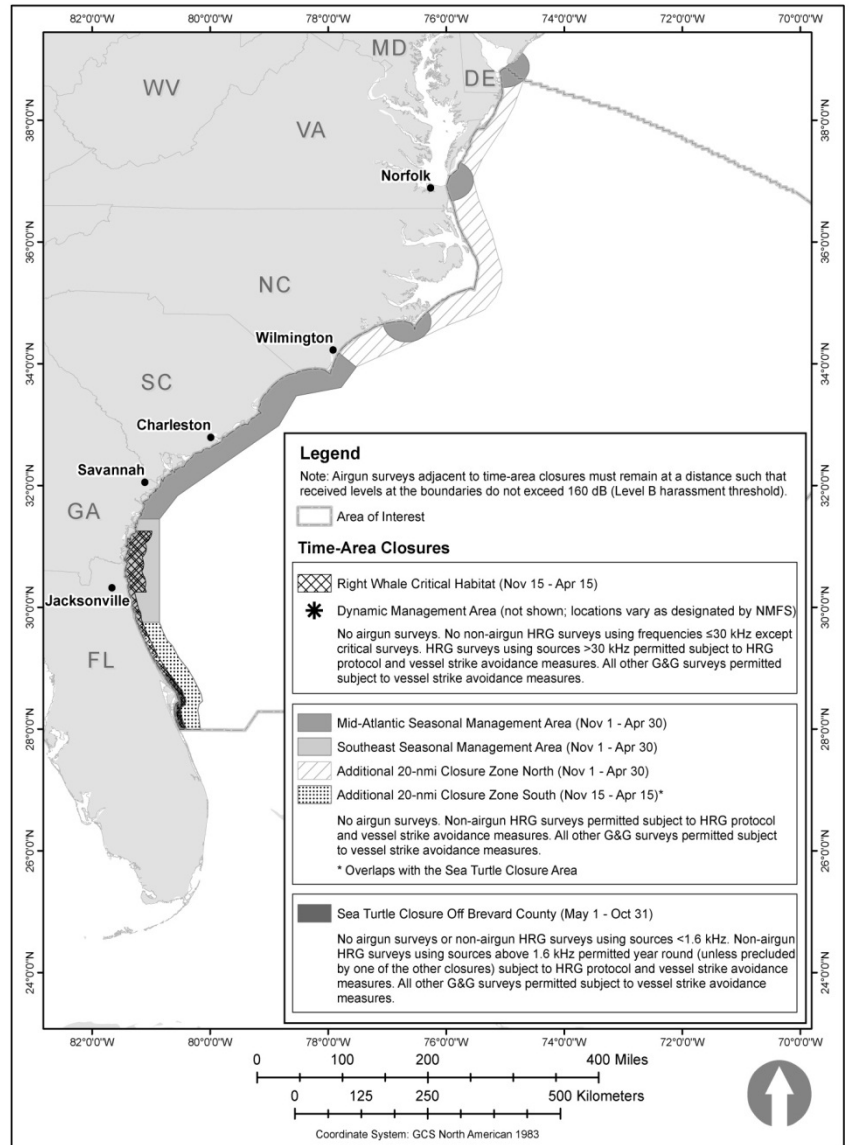 82°0'0"W 80°0'0"W 78°0'0"W 76°0'0"W 74°0'0"W 72°0'0"W 70°0'0"W
MD
DE
WV
VA
38°0'0"N 38°0'0"N
Norfolk
36°0'0"N 36°0'0"N
NC
Wilmington
34°0'0"N 34°0'0"N
SC
Charleston
Savannah
32°0'0"N 32°0'0"N
GA
Jacksonville
30°0'0"N 30°0'0"N
FL
28°0'0"N 28°0'0"N
26°0'0"N 26°0'0"N
24°0'0"N 24°0'0"N
Legend
Note: Airgun surveys adjacent to time-area closures must remain at a distance such that
received levels at the boundaries do not exceed 160 dB (Level B harassment threshold).
Area of Interest
Time-Area Closures
Right Whale Critical Habitat (Nov 15 - Apr 15)
Dynamic Management Area (not shown; locations vary as designated by NMFS)
No airgun surveys. No non-airgun HRG surveys using frequencies ≤30 kHz except
critical surveys. HRG surveys using sources >30 kHz permitted subject to HRG
protocol and vessel strike avoidance measures. All other G&G surveys permitted
subject to vessel strike avoidance measures.
Mid-Atlantic Seasonal Management Area (Nov 1 - Apr 30)
Southeast Seasonal Management Area (Nov 1 - Apr 30)
Additional 20-nmi Closure Zone North (Nov 1 - Apr 30)
Additional 20-nmi Closure Zone South (Nov 15 - Apr 15)*
No airgun surveys. Non-airgun HRG surveys permitted subject to HRG protocol
and vessel strike avoidance measures. All other G&G surveys permitted subject
to vessel strike avoidance measures.
* Overlaps with the Sea Turtle Closure Area
Sea Turtle Closure Off Brevard County (May 1 - Oct 31)
No airgun surveys or non-airgun HRG surveys using sources <1.6 kHz. Non-airgun
HRG surveys using sources above 1.6 kHz permitted year round (unless precluded
by one of the other closures) subject to HRG protocol and vessel strike avoidance
measures. All other G&G surveys permitted subject to vessel strike avoidance
measures.
82°0'0"W 80°0'0"W 78°0'0"W 76°0'0"W 74°0'0"W 72°0'0"W 70°0'0"W
0 100 200 400 Miles
0 125 250 500 Kilometers
Coordinate System: GCS North American 1983